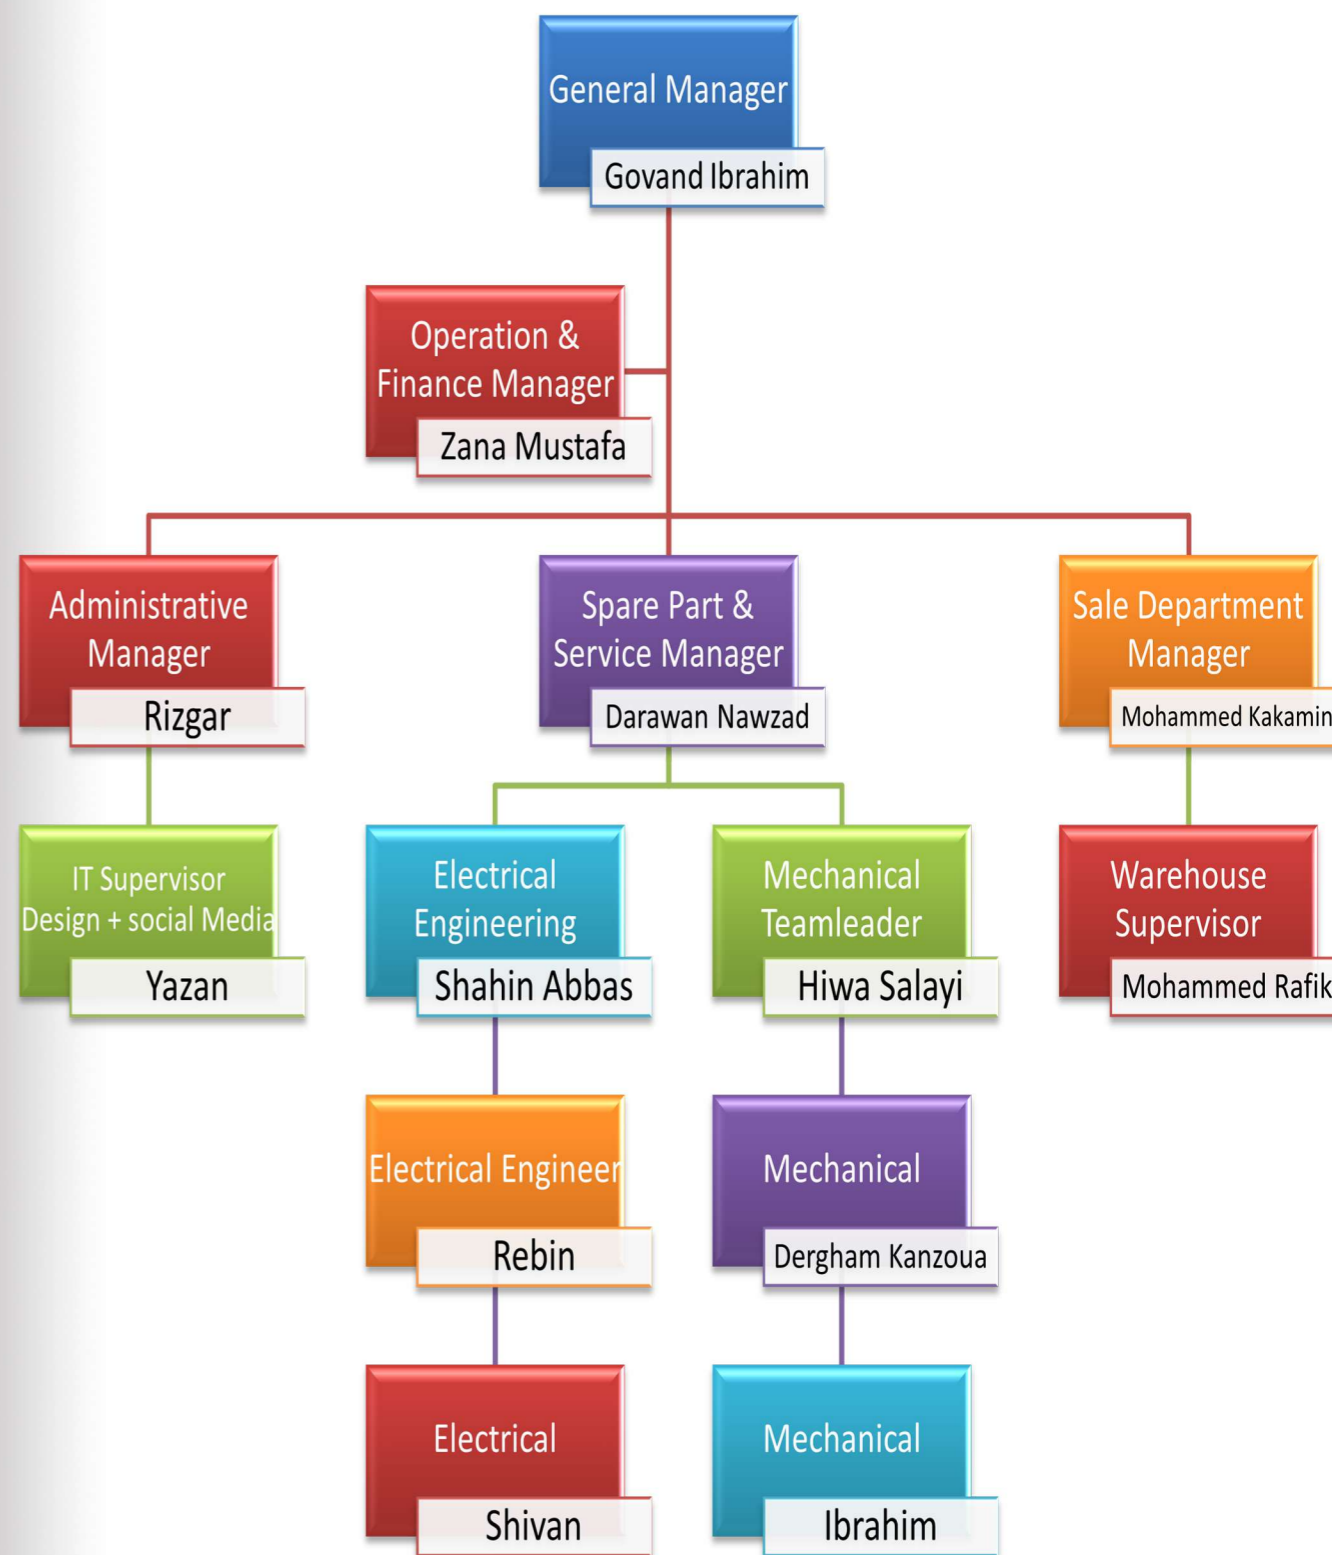 General Manager
Govand Ibrahim
Operation &
Finance Manager
Zana Mustafa
Administrative
Manager
Rizgar
Spare Part &
Service Manager
Darawan Nawzad
Sale Department
Manager
Mohammed Kakamin
IT Supervisor
Design + social Media
Yazan
Electrical
Engineering
Shahin Abbas
Mechanical
Teamleader
Hiwa Salayi
Warehouse
Supervisor
Mohammed Rafik
Electrical Engineer
Rebin
Mechanical
Dergham Kanzoua
Electrical
Shivan
Mechanical
Ibrahim